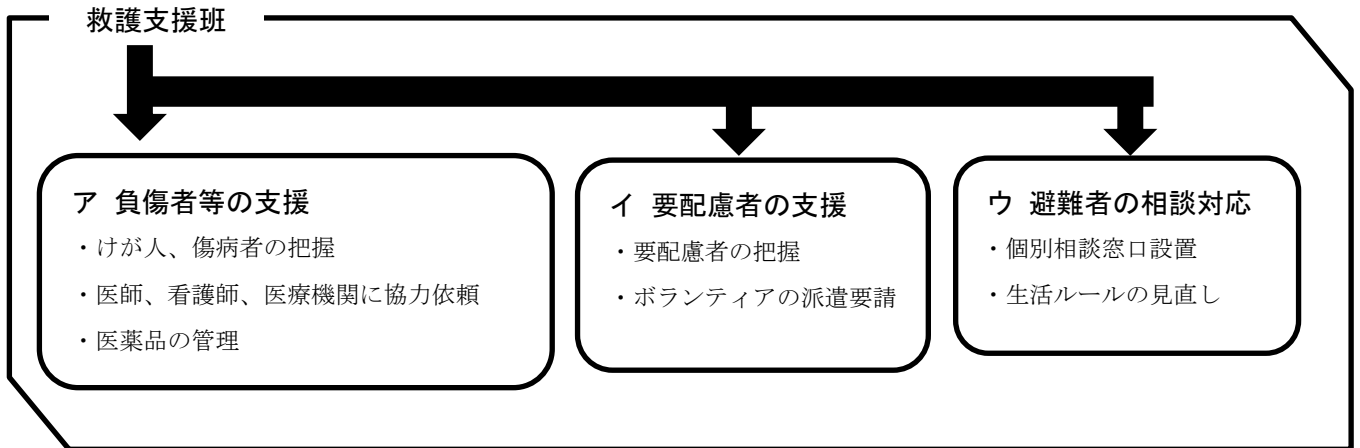 救護支援班
ア 負傷者等の支援
・けが人、傷病者の把握
・医師、看護師、医療機関に協力依頼
・医薬品の管理
イ 要配慮者の支援
・要配慮者の把握
・ボランティアの派遣要請
ウ 避難者の相談対応
・個別相談窓口設置
・生活ルールの見直し